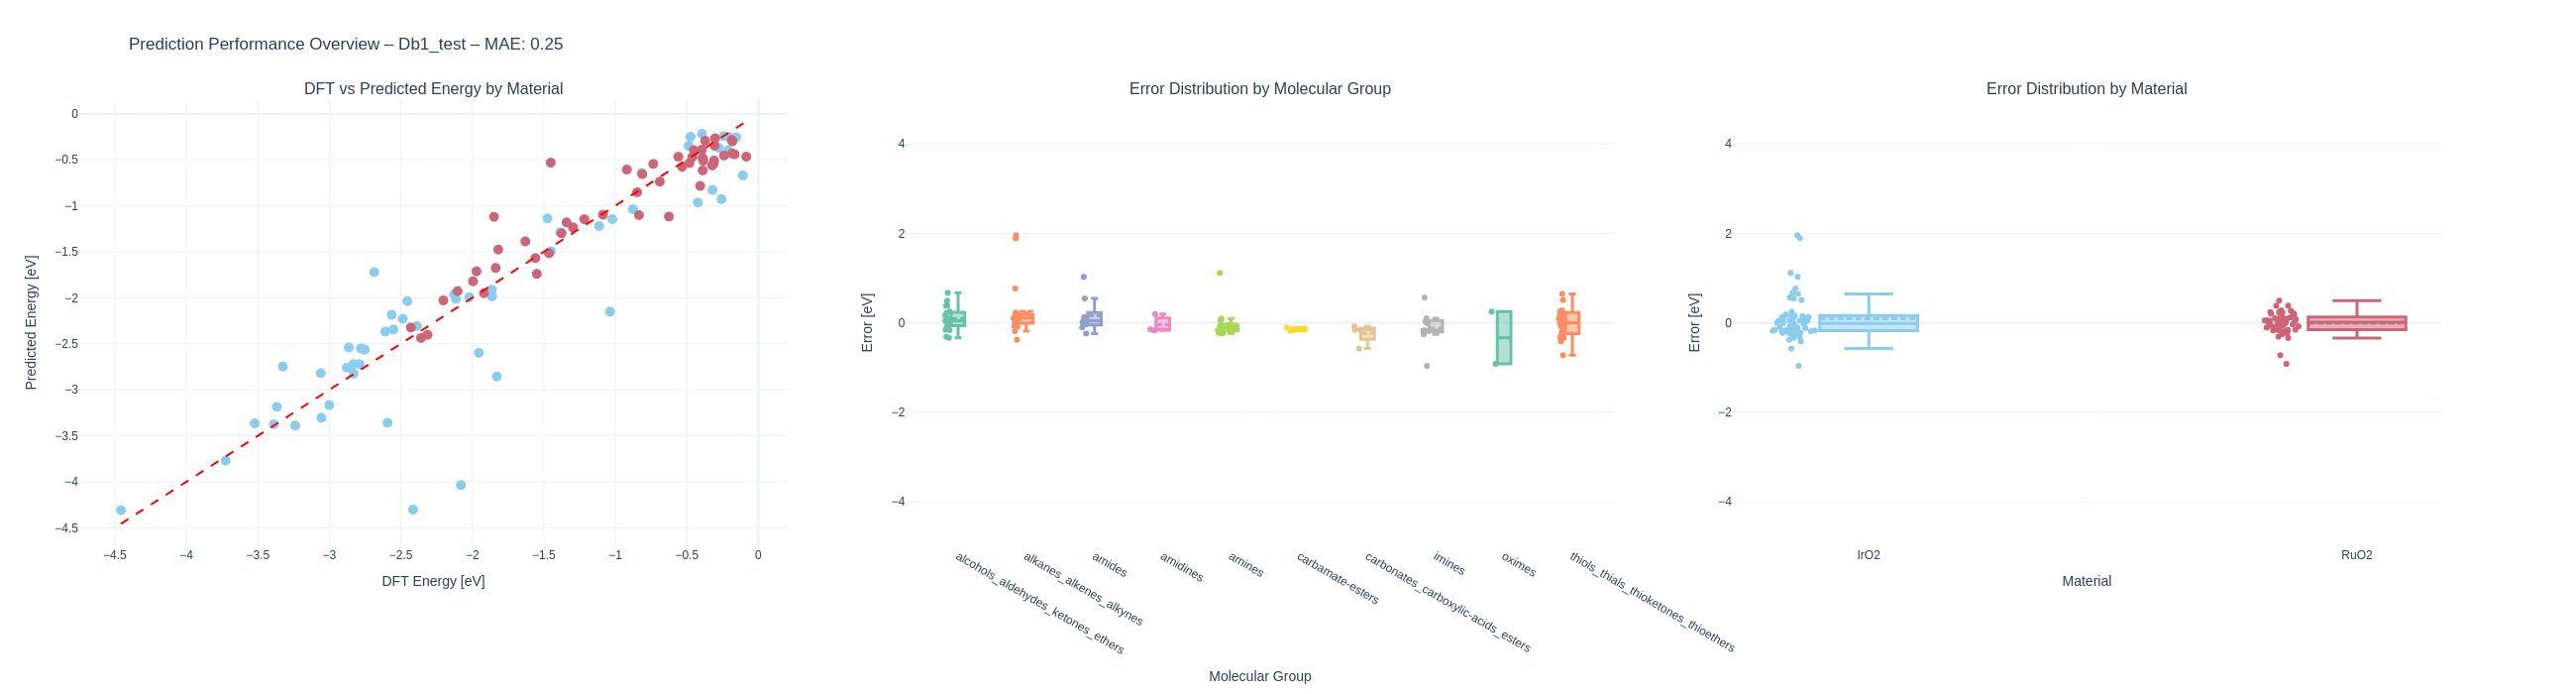 Prediction Performance Overview – Db1_test – MAE: 0.25
DFT vs Predicted Energy by Material
0
−0.5
−1
−1.5
−2
−2.5
−3
−3.5
−4
−4.5
Predicted Energy [eV]
−4.5
−4
−3.5
−3
−2.5
−2
−1.5
−1
−0.5
0
DFT Energy [eV]
Error Distribution by Molecular Group
4
2
0
−2
−4
Error [eV]
alcohols_aldehydes_ketones_ethers
alkanes_alkenes_alkynes
amides
amidines
amines
carbamate-esters
carbonates_carboxylic-acids_esters
imines
oximes
thiols_thials_thioketones_thioethers
Molecular Group
Error Distribution by Material
4
2
0
−2
−4
Error [eV]
IrO2
RuO2
Material